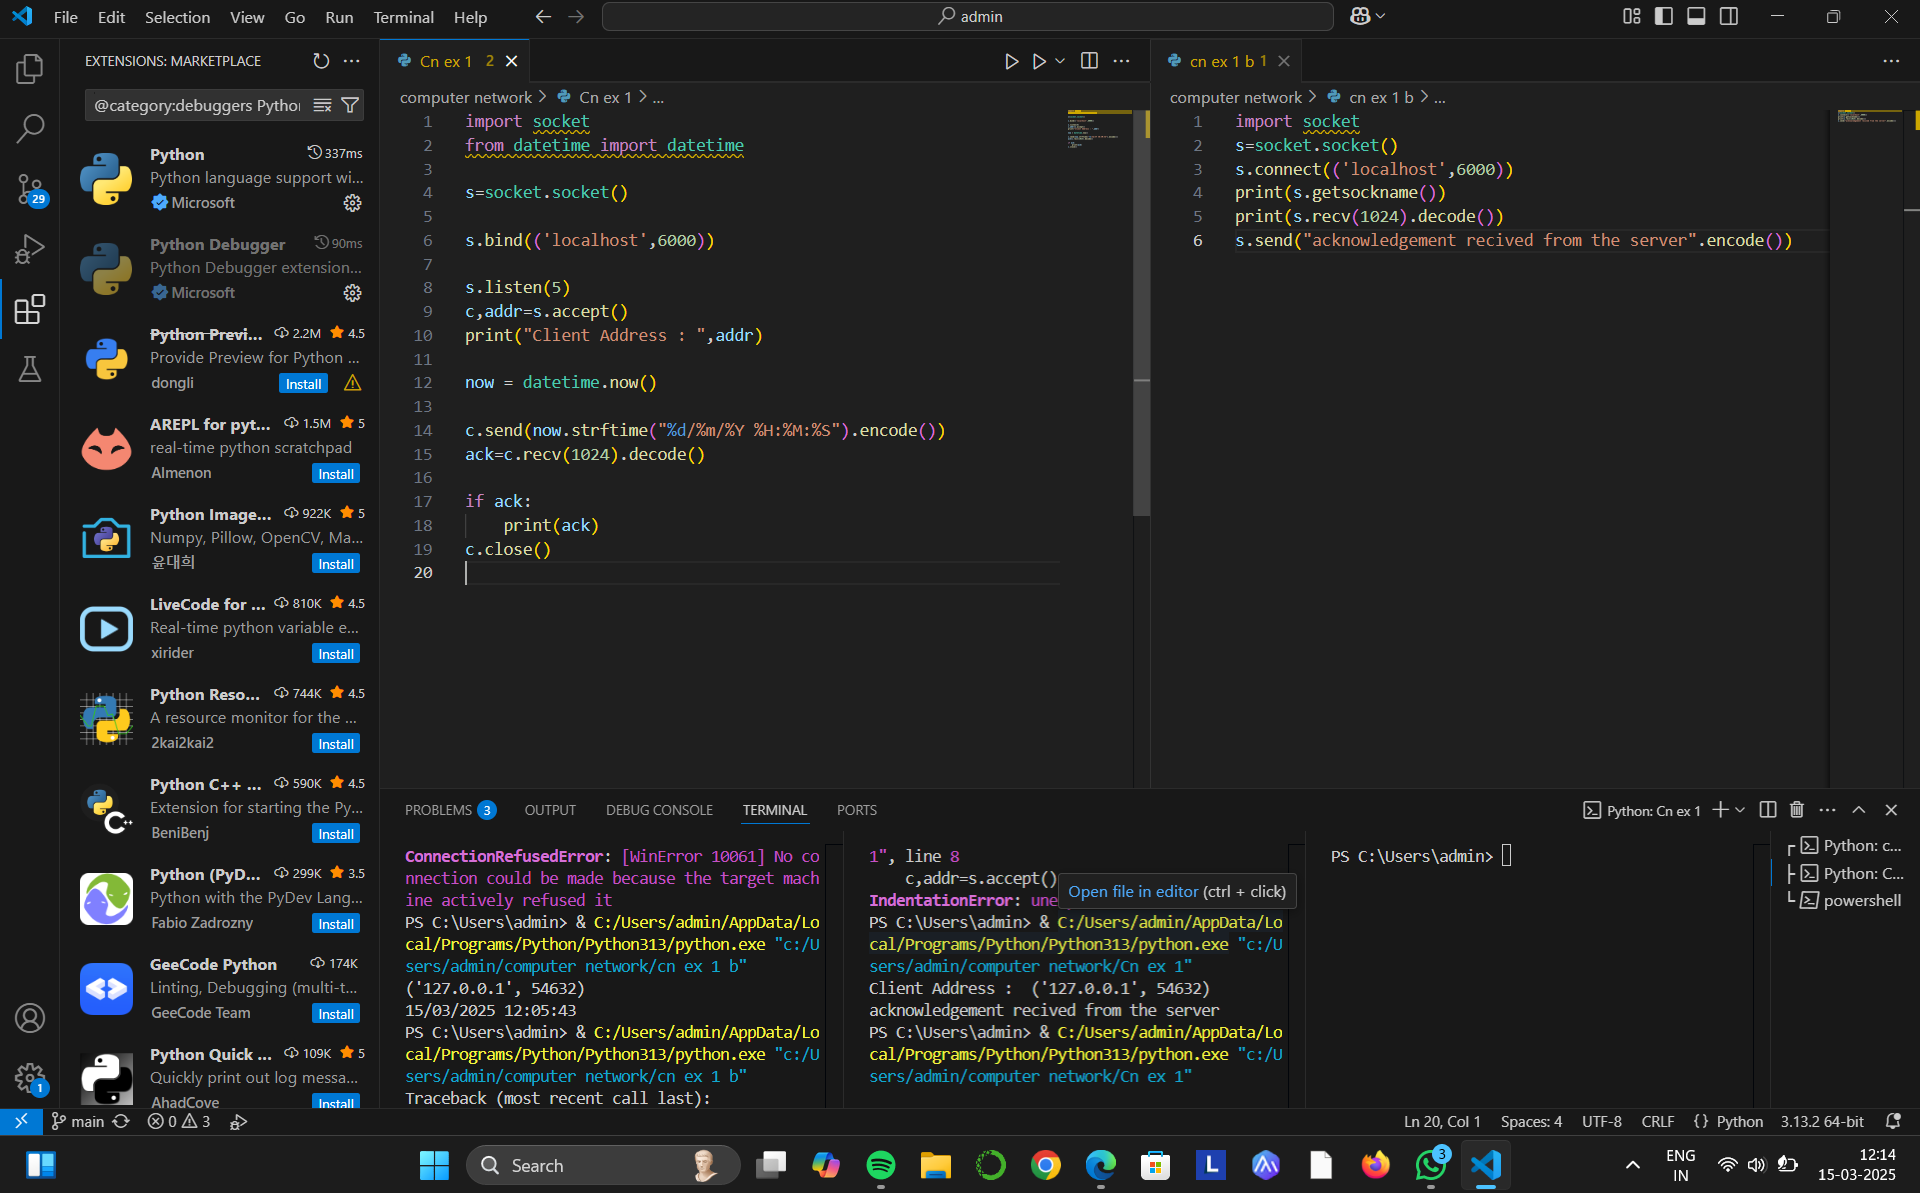 File Edit Selection View Go Run Terminal Help
admin
EXTENSIONS: MARKETPLACE
@category:debuggers Pythor
Python 337ms
Python language support wi...
Microsoft
Python Debugger 90ms
Python Debugger extension...
Microsoft
Python Previ... 2.2M 4.5
Provide Preview for Python ...
dongli Install
AREPL for pyt... 1.5M 5
real-time python scratchpad
Almenon Install
Python Image... 922K 5
Numpy, Pillow, OpenCV, Ma...
윤대희 Install
LiveCode for ... 810K 4.5
Real-time python variable e...
xirider Install
Python Reso... 744K 4.5
A resource monitor for the ...
2kai2kai2 Install
Python C++ ... 590K 4.5
Extension for starting the Py...
BeniBenj Install
Python (PyD... 299K 3.5
Python with the PyDev Lang...
Fabio Zadrozny Install
GeeCode Python 174K
Linting, Debugging (multi-t...
GeeCode Team Install
Python Quick ... 109K 5
Quickly print out log messa...
AhadCove Install
29
1
Cn ex 1 2
computer network > Cn ex 1 > ...
1 import socket
2 from datetime import datetime
3
4 s=socket.socket()
5
6 s.bind(('localhost',6000))
7
8 s.listen(5)
9 c,addr=s.accept()
10 print("Client Address : ",addr)
11
12 now = datetime.now()
13
14 c.send(now.strftime("%d/%m/%Y %H:%M:%S").encode())
15 ack=c.recv(1024).decode()
16
17 if ack:
18 print(ack)
19 c.close()
20
cn ex 1 b 1
computer network > cn ex 1 b > ...
1 import socket
2 s=socket.socket()
3 s.connect(('localhost',6000))
4 print(s.getsockname())
5 print(s.recv(1024).decode())
6 s.send("acknowledgement recived from the server".encode())
PROBLEMS 3 OUTPUT DEBUG CONSOLE TERMINAL PORTS
Python: Cn ex 1
ConnectionRefusedError: [WinError 10061] No co
nnection could be made because the target mach
ine actively refused it
PS C:\Users\admin> & C:/Users/admin/AppData/Lo
cal/Programs/Python/Python313/python.exe "c:/U
sers/admin/computer network/cn ex 1 b"
('127.0.0.1', 54632)
15/03/2025 12:05:43
PS C:\Users\admin> & C:/Users/admin/AppData/Lo
cal/Programs/Python/Python313/python.exe "c:/U
sers/admin/computer network/cn ex 1 b"
Traceback (most recent call last):
1", line 8
c,addr=s.accept()
Open file in editor (ctrl + click)
IndentationError: une
PS C:\Users\admin> & C:/Users/admin/AppData/Lo
cal/Programs/Python/Python313/python.exe "c:/U
sers/admin/computer network/Cn ex 1"
Client Address : ('127.0.0.1', 54632)
acknowledgement recived from the server
PS C:\Users\admin> & C:/Users/admin/AppData/Lo
cal/Programs/Python/Python313/python.exe "c:/U
sers/admin/computer network/Cn ex 1"
PS C:\Users\admin>
Python: c...
Python: C...
powershell
main 0 3
Ln 20, Col 1 Spaces: 4 UTF-8 CRLF {} Python 3.13.2 64-bit
Search
L
3
ENG
IN
12:14
15-03-2025